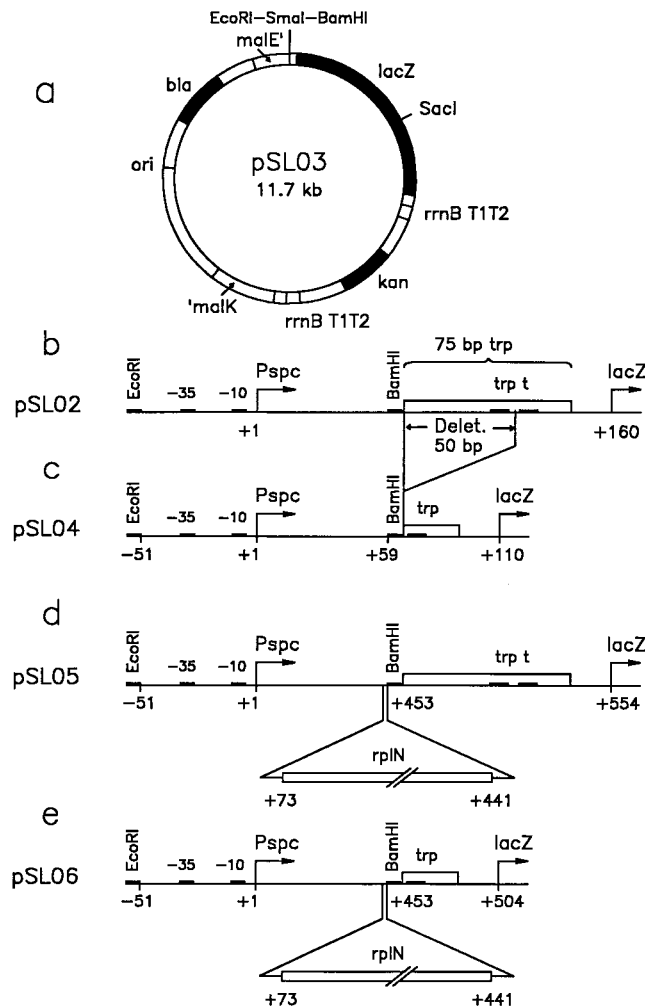 a
EcoRI–SmaI–BamHI
malE'
lacZ
bla
SacI
ori
pSL03
11.7 kb
rrnB T1T2
kan
'malK
rrnB T1T2
b
pSL02
EcoRI
−35
−10
Pspc
+1
BamHI
75 bp trp
trp t
lacZ
+160
Delet.
50 bp
c
pSL04
EcoRI
−35
−10
Pspc
BamHI
trp
lacZ
−51
+1
+59
+110
d
pSL05
EcoRI
−35
−10
Pspc
BamHI
trp t
lacZ
−51
+1
+453
+554
rplN
+73
+441
e
pSL06
EcoRI
−35
−10
Pspc
BamHI
trp
lacZ
−51
+1
+453
+504
rplN
+73
+441